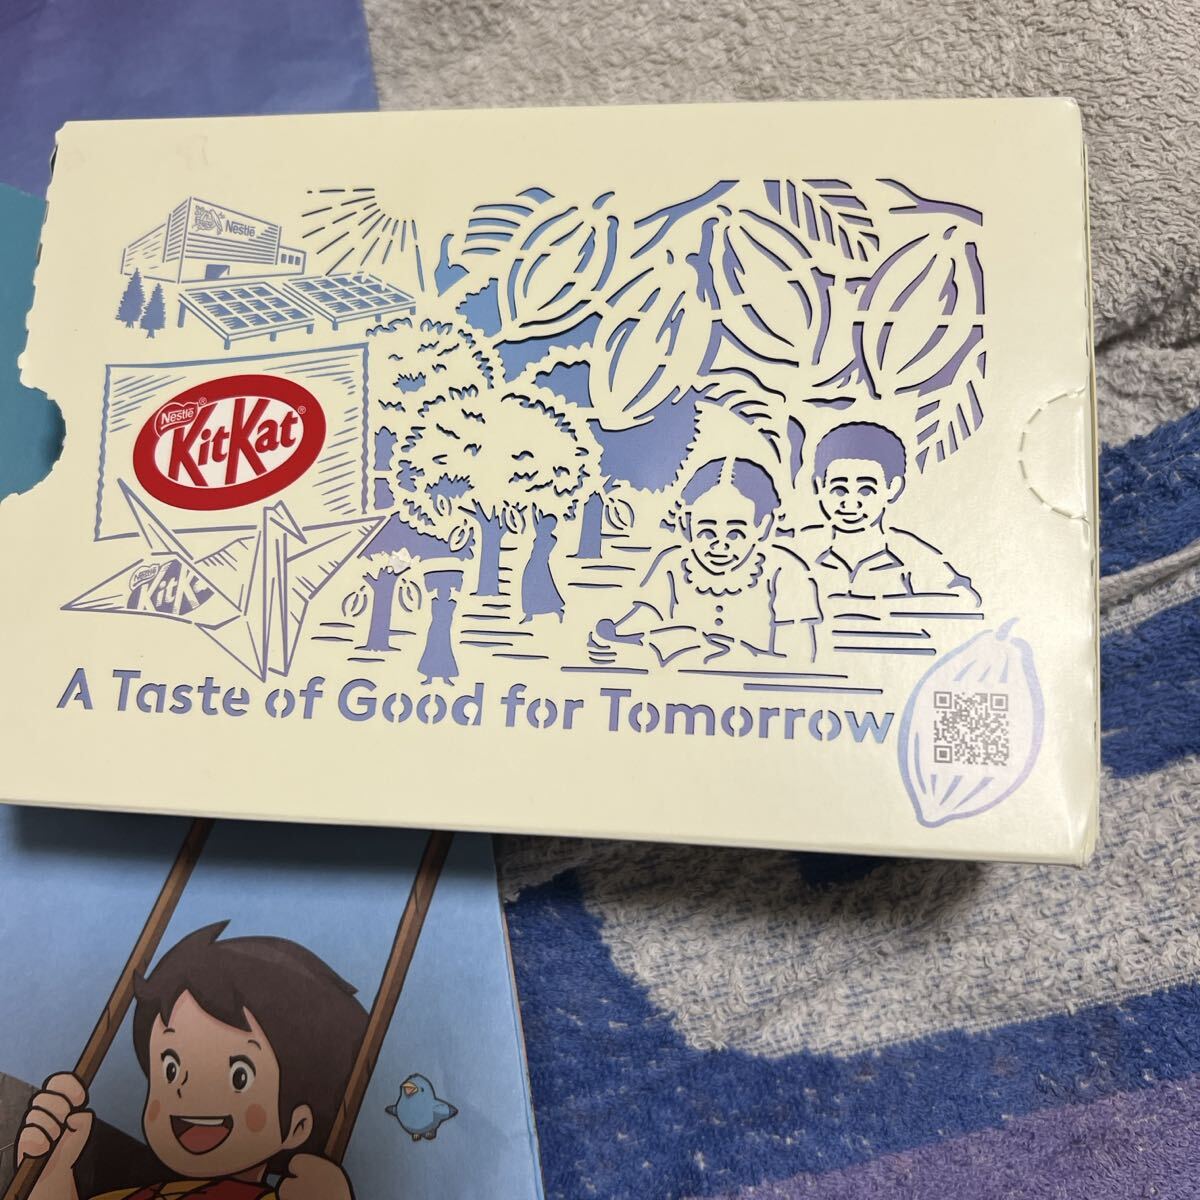 Nestlé
Nestlé
KitKat
Nestlé
KitK
A Taste of Good for Tomorrow